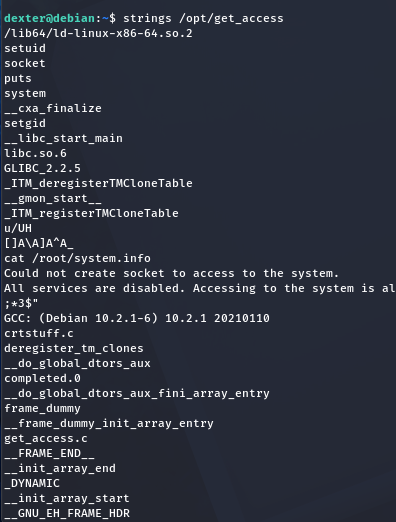 dexter@debian:~$ strings /opt/get_access
/lib64/ld-linux-x86-64.so.2
setuid
socket
puts
system
__cxa_finalize
setgid
__libc_start_main
libc.so.6
GLIBC_2.2.5
_ITM_deregisterTMCloneTable
__gmon_start__
_ITM_registerTMCloneTable
u/UH
[]A\A]A^A_
cat /root/system.info
Could not create socket to access to the system.
All services are disabled. Accessing to the system is al
;*3$"
GCC: (Debian 10.2.1-6) 10.2.1 20210110
crtstuff.c
deregister_tm_clones
__do_global_dtors_aux
completed.0
__do_global_dtors_aux_fini_array_entry
frame_dummy
__frame_dummy_init_array_entry
get_access.c
__FRAME_END__
__init_array_end
_DYNAMIC
__init_array_start
__GNU_EH_FRAME_HDR